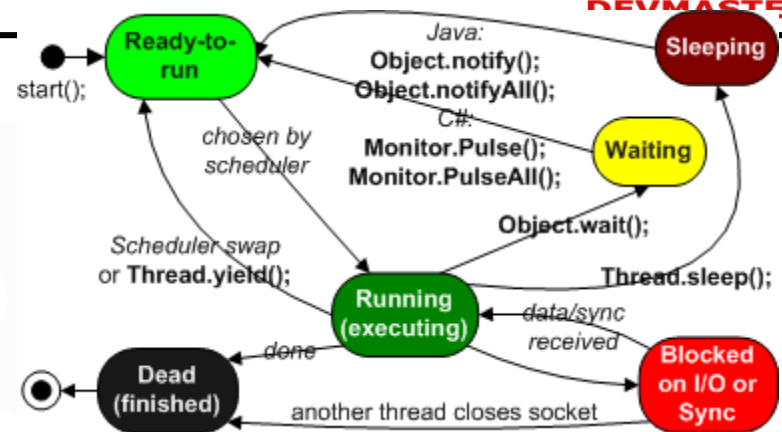 DEVMASTE
start();
Ready-to-
run
Java:
Object.notify();
Object.notifyAll();
C#:
Monitor.Pulse();
Monitor.PulseAll();
Sleeping
chosen by
scheduler
Waiting
Object.wait();
Scheduler swap
or Thread.yield();
Thread.sleep();
Running
(executing)
data/sync
received
done
Dead
(finished)
Blocked
on I/O or
Sync
another thread closes socket